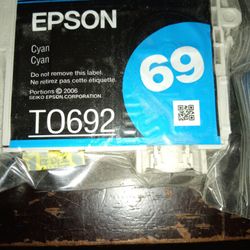 EPSON
Cyan
Cyan
69
Do not remove this label.
Ne retirez pas cette étiquette.
Portions © 2006
SEIKO EPSON CORPORATION
T0692